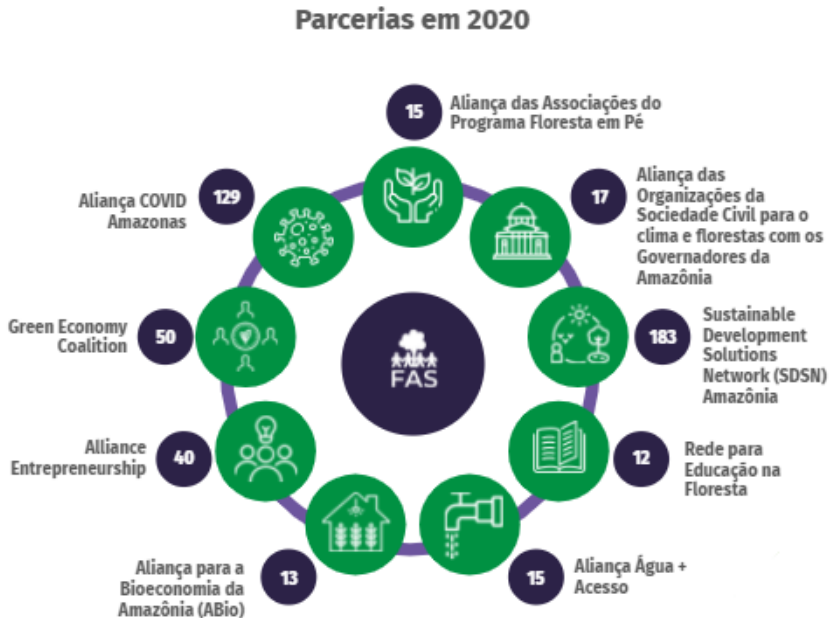 Parcerias em 2020
15
Aliança das Associações do
Programa Floresta em Pé
17
Aliança das
Organizações da
Sociedade Civil para o
clima e florestas com os
Governadores da
Amazônia
183
Sustainable
Development
Solutions
Network (SDSN)
Amazônia
12
Rede para
Educação na
Floresta
15
Aliança Água +
Acesso
13
Aliança para a
Bioeconomia da
Amazônia (ABio)
40
Alliance
Entrepreneurship
50
Green Economy
Coalition
129
Aliança COVID
Amazonas
FAS